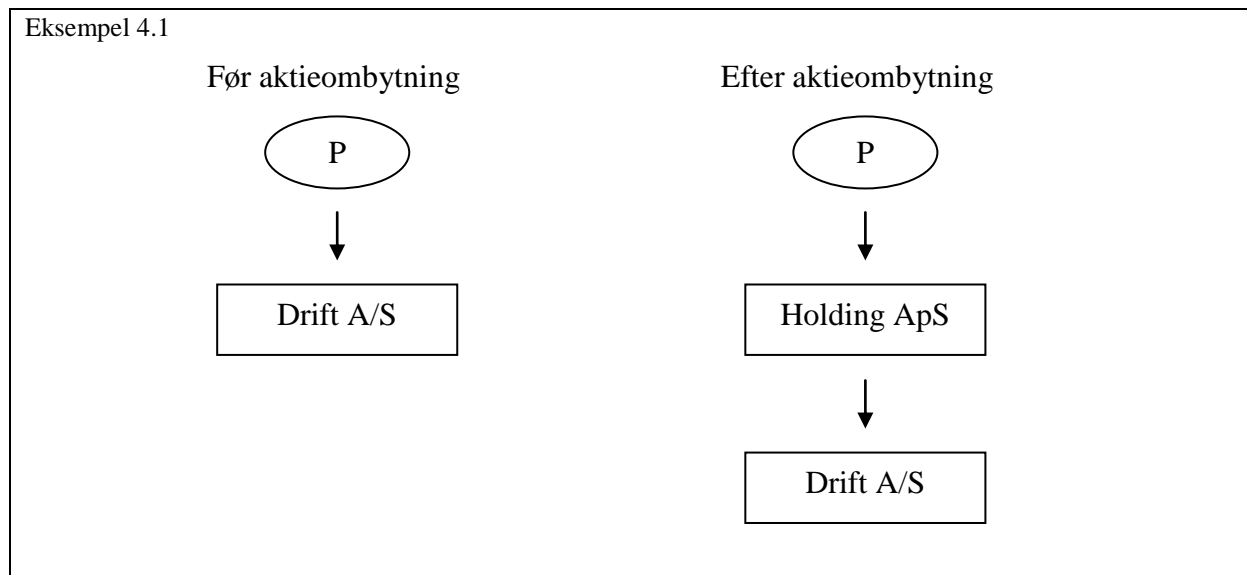 Eksempel 4.1
Før aktieombytning
Efter aktieombytning
P
P
Drift A/S
Holding ApS
Drift A/S